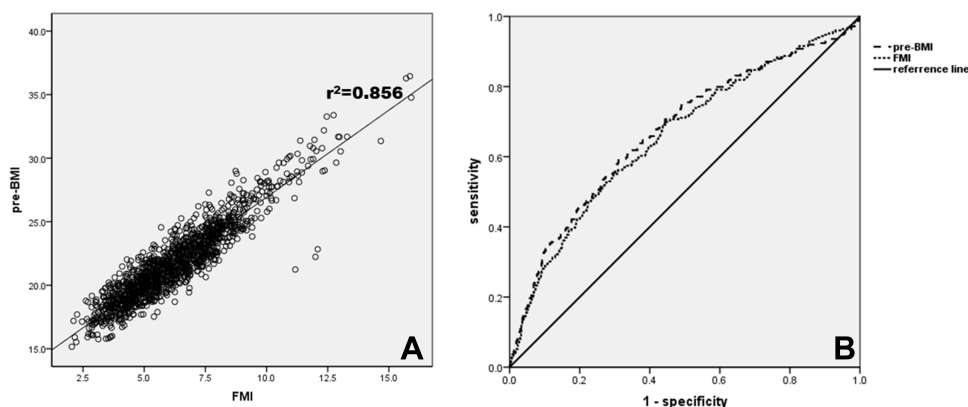 40.0
35.0
30.0
25.0
20.0
15.0
pre-BMI
r²=0.856
A
2.5 5.0 7.5 10.0 12.5 15.0
FMI
1.0
0.8
0.6
0.4
0.2
0.0
sensitivity
B
0.0 0.2 0.4 0.6 0.8 1.0
1 - specificity
pre-BMI
FMI
referrence line